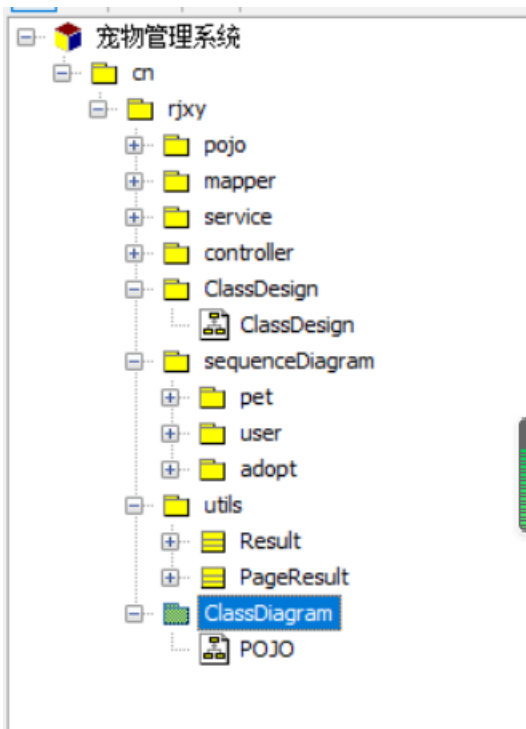 宠物管理系统
cn
rjxy
pojo
mapper
service
controller
ClassDesign
ClassDesign
sequenceDiagram
pet
user
adopt
utils
Result
PageResult
ClassDiagram
POJO